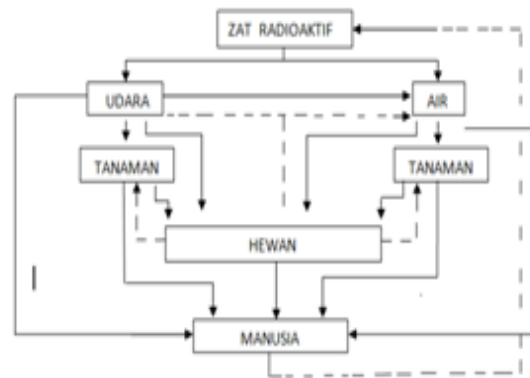 ZAT RADIOAKTIF
UDARA
AIR
TANAMAN
TANAMAN
HEWAN
MANUSIA